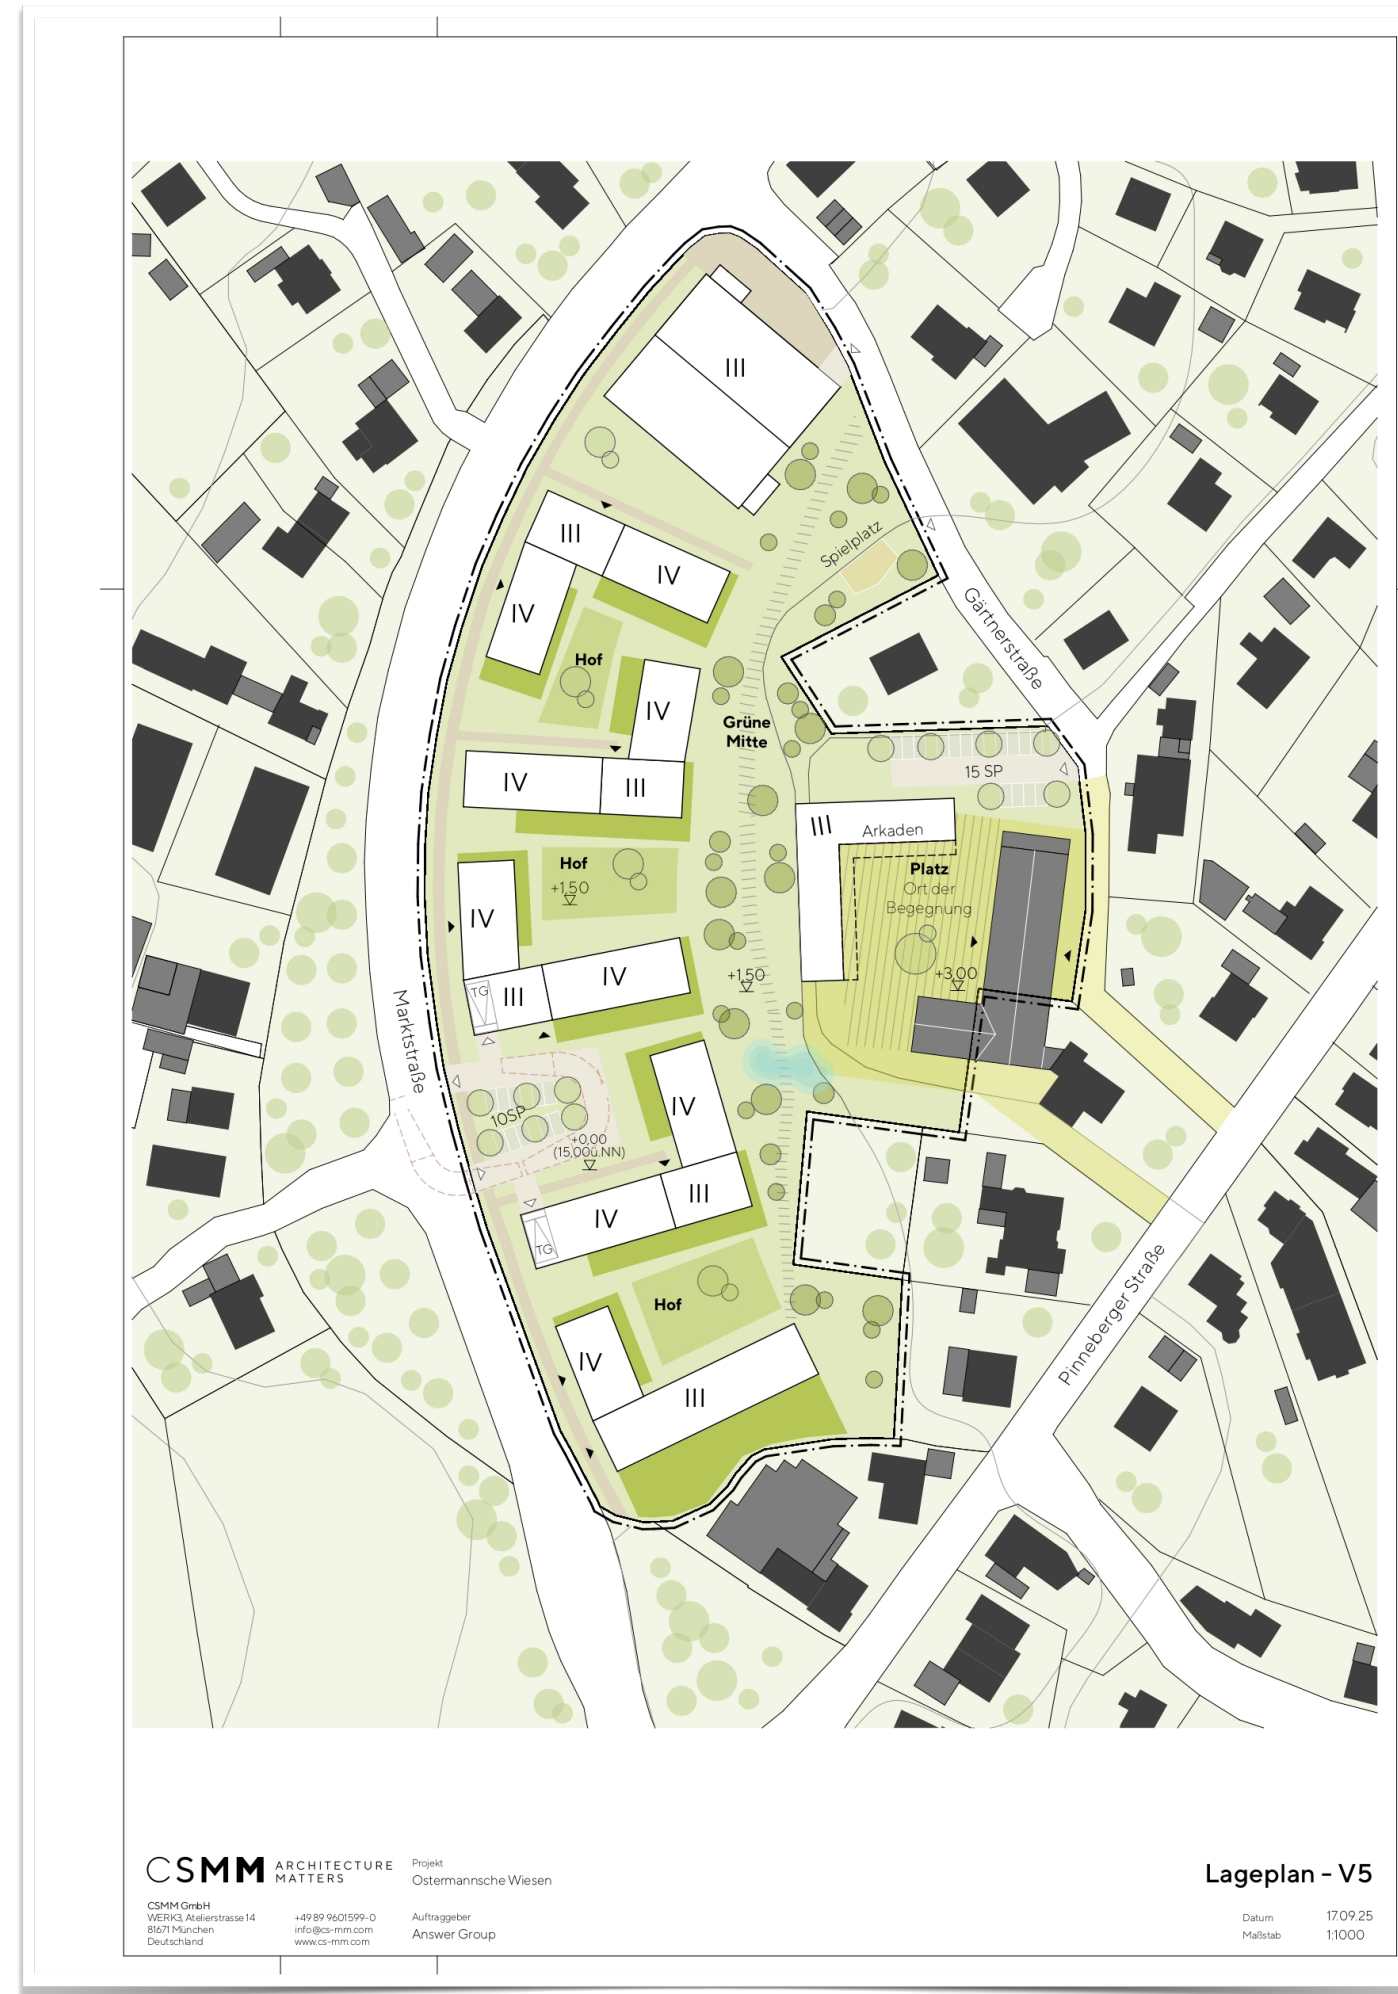 III
Spielplatz
III
IV
IV
Gärtnerstraße
Hof
IV
Grüne
Mitte
IV
III
15 SP
III
Arkaden
Hof
+1,50
Platz
Ort der
Begegnung
IV
IV
+1,50
+3,00
TG
III
Marktstraße
10SP
IV
+0,00
(15,00ü.NN)
III
IV
TG
Pinneberger Straße
Hof
IV
III
CSMM ARCHITECTURE
MATTERS
CSMM GmbH
WERK3, Atelierstrasse 14
81671 München
Deutschland
+49 89 9601599-0
info@cs-mm.com
www.cs-mm.com
Projekt
Ostermannsche Wiesen
Auftraggeber
Answer Group
Lageplan - V5
Datum 17.09.25
Maßstab 1:1000